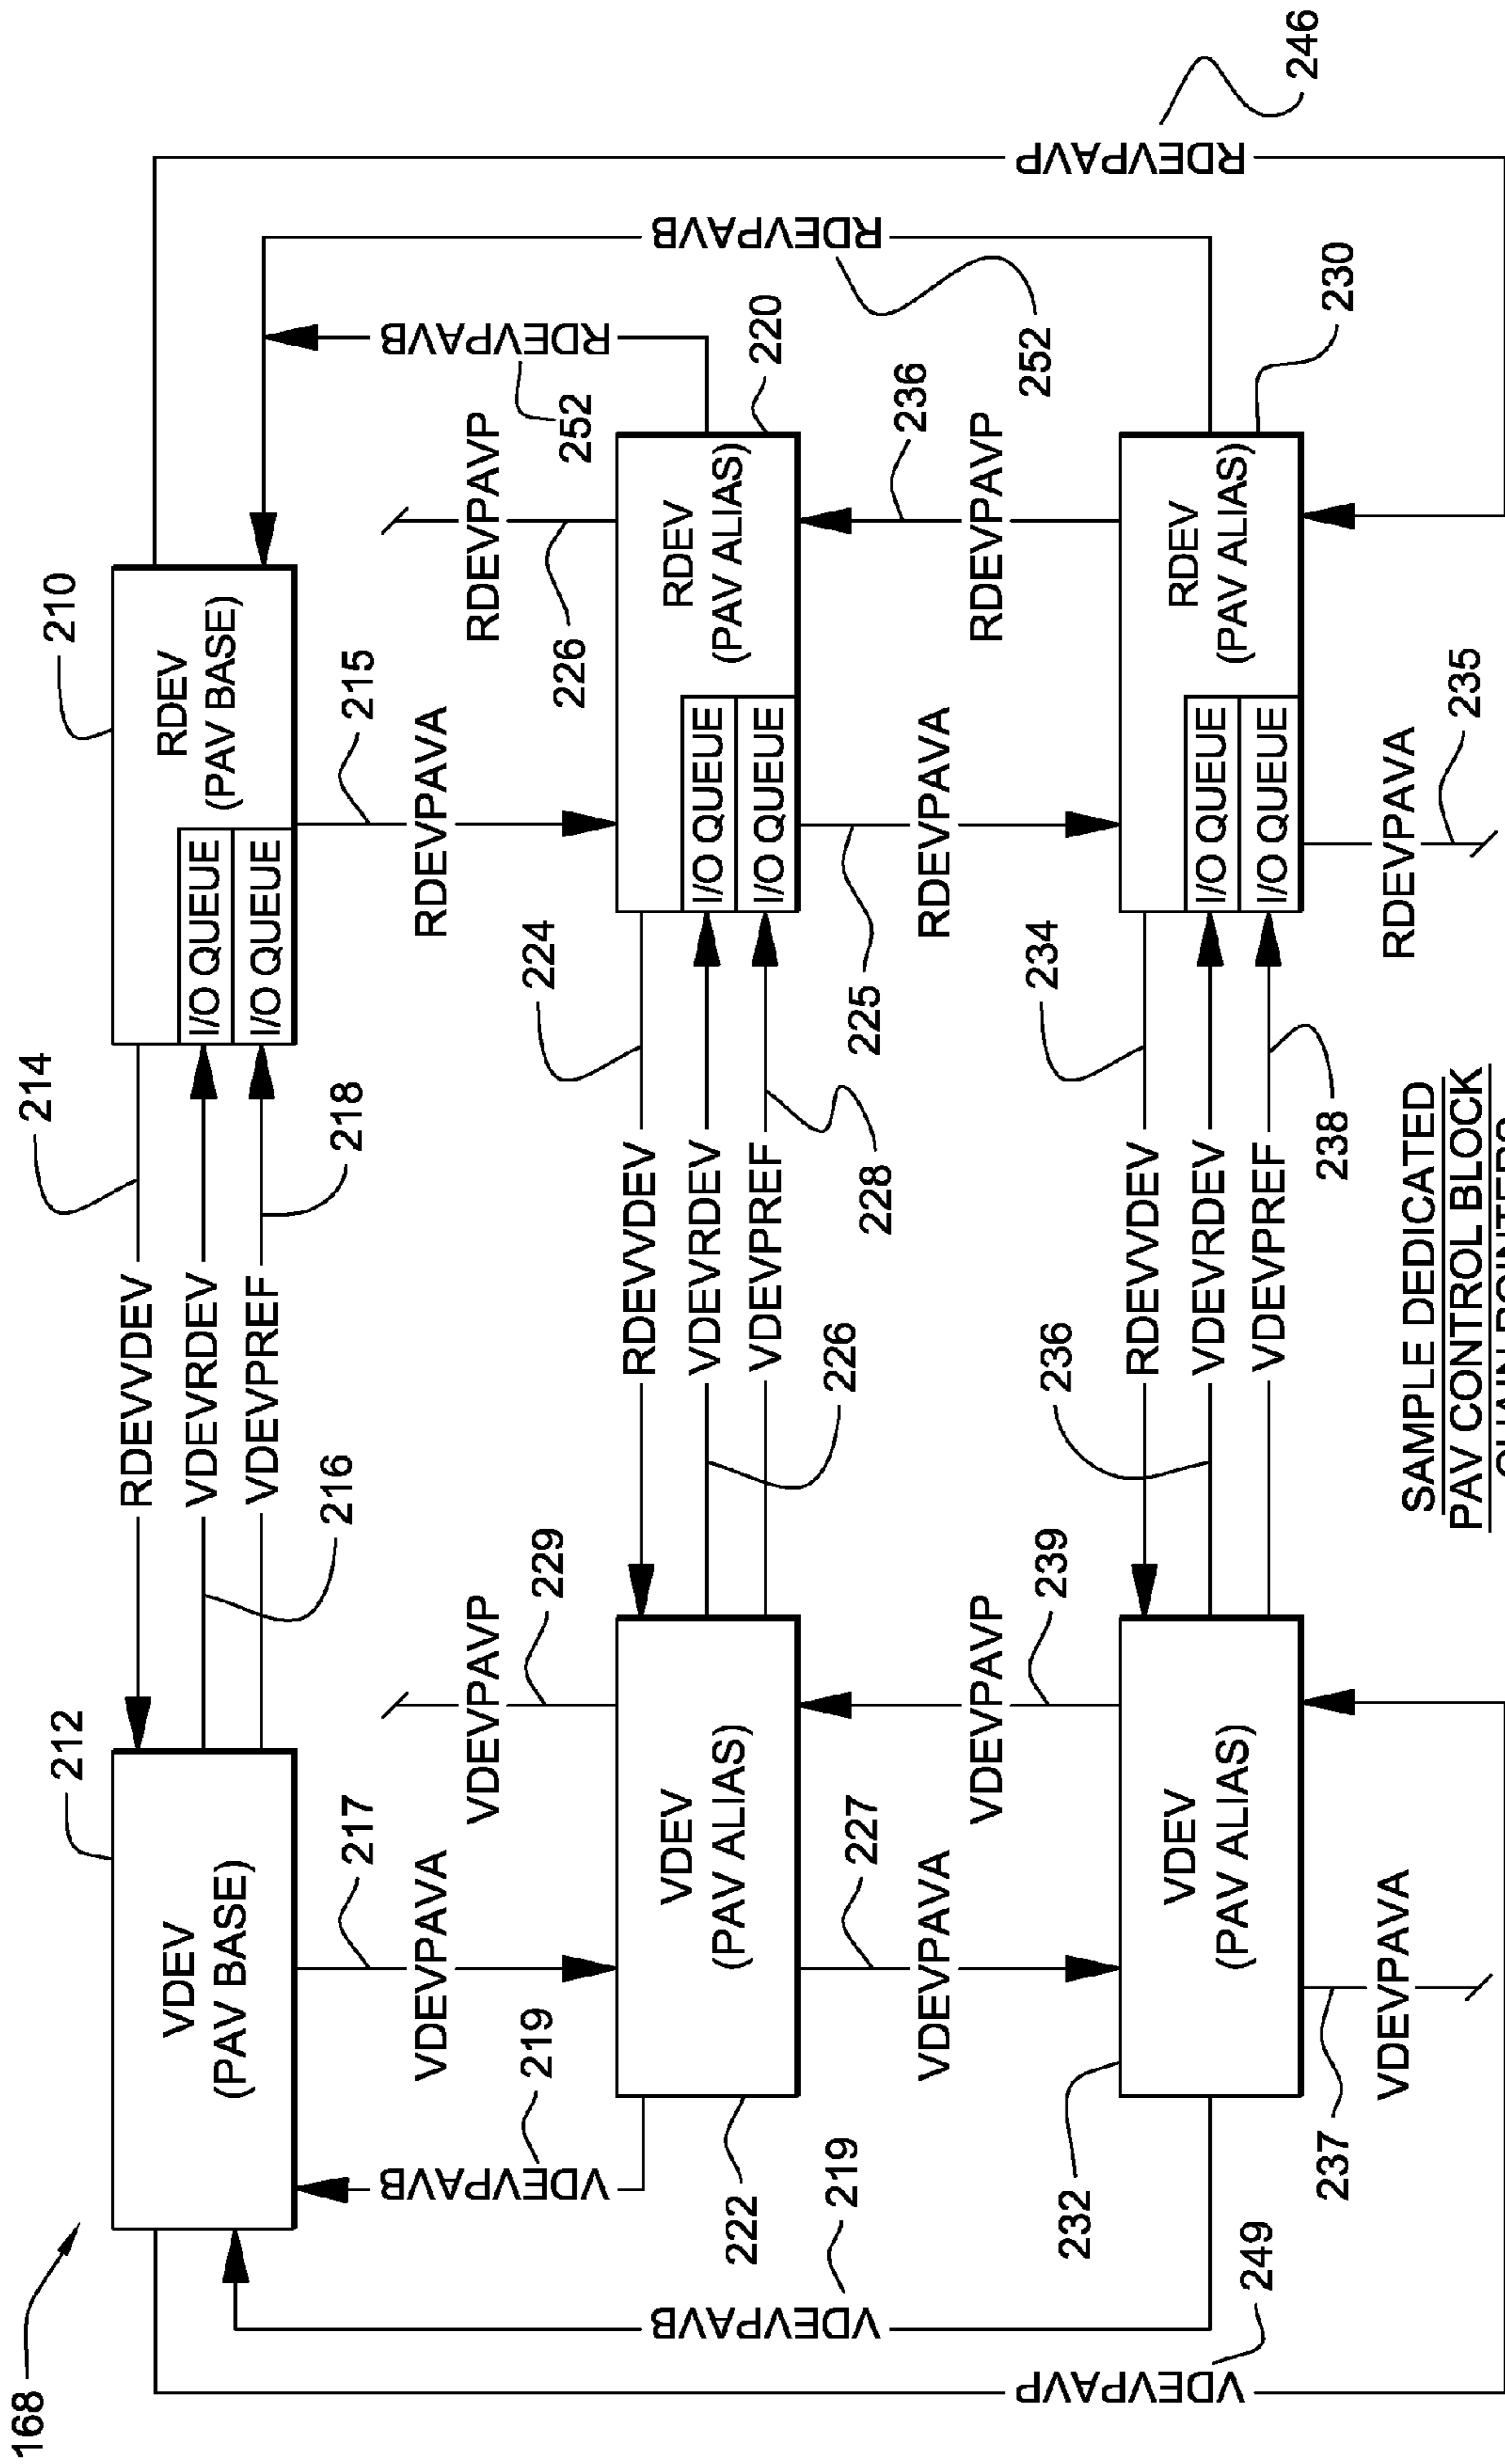 168
212
214
210
VDEV
(PAV BASE)
RDEV
(PAV BASE)
RDEVVDEV
VDEVRDEV
VDEVPREF
I/O QUEUE
I/O QUEUE
216
218
217
215
VDEVPAVA
VDEVPAVP
RDEVPAVA
RDEVPAVP
219
VDEVPAVB
229
224
226
252
RDEVPAVB
VDEV
(PAV ALIAS)
RDEV
(PAV ALIAS)
RDEVVDEV
VDEVRDEV
VDEVPREF
I/O QUEUE
I/O QUEUE
222
226
228
220
219
VDEVPAVB
227
225
236
RDEVPAVB
VDEVPAVA
VDEVPAVP
RDEVPAVA
RDEVPAVP
239
236
234
252
232
VDEV
(PAV ALIAS)
RDEV
(PAV ALIAS)
RDEVVDEV
VDEVRDEV
VDEVPREF
I/O QUEUE
I/O QUEUE
VDEVPAVP
249
238
230
RDEVPAVP
246
237
235
VDEVPAVA
RDEVPAVA
SAMPLE DEDICATED
PAV CONTROL BLOCK
CHAIN POINTERS